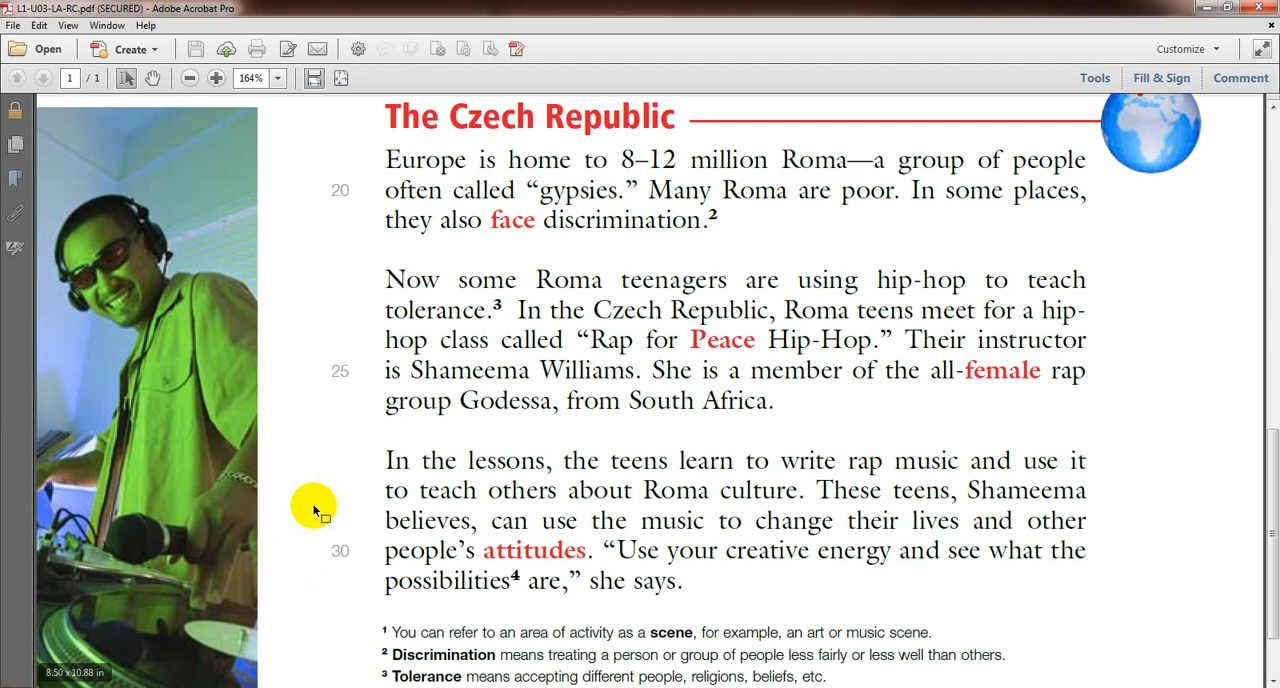 L1-U03-LA-RC.pdf (SECURED) - Adobe Acrobat Pro
File Edit View Window Help
Open Create Customize
1 / 1 164% Tools Fill & Sign Comment
The Czech Republic
Europe is home to 8–12 million Roma—a group of people
20 often called “gypsies.” Many Roma are poor. In some places,
they also face discrimination.²
Now some Roma teenagers are using hip-hop to teach
tolerance.³ In the Czech Republic, Roma teens meet for a hip-
hop class called “Rap for Peace Hip-Hop.” Their instructor
25 is Shameema Williams. She is a member of the all-female rap
group Godessa, from South Africa.
In the lessons, the teens learn to write rap music and use it
to teach others about Roma culture. These teens, Shameema
believes, can use the music to change their lives and other
30 people’s attitudes. “Use your creative energy and see what the
possibilities⁴ are,” she says.
¹ You can refer to an area of activity as a scene, for example, an art or music scene.
² Discrimination means treating a person or group of people less fairly or less well than others.
³ Tolerance means accepting different people, religions, beliefs, etc.
8.50 x 10.88 in